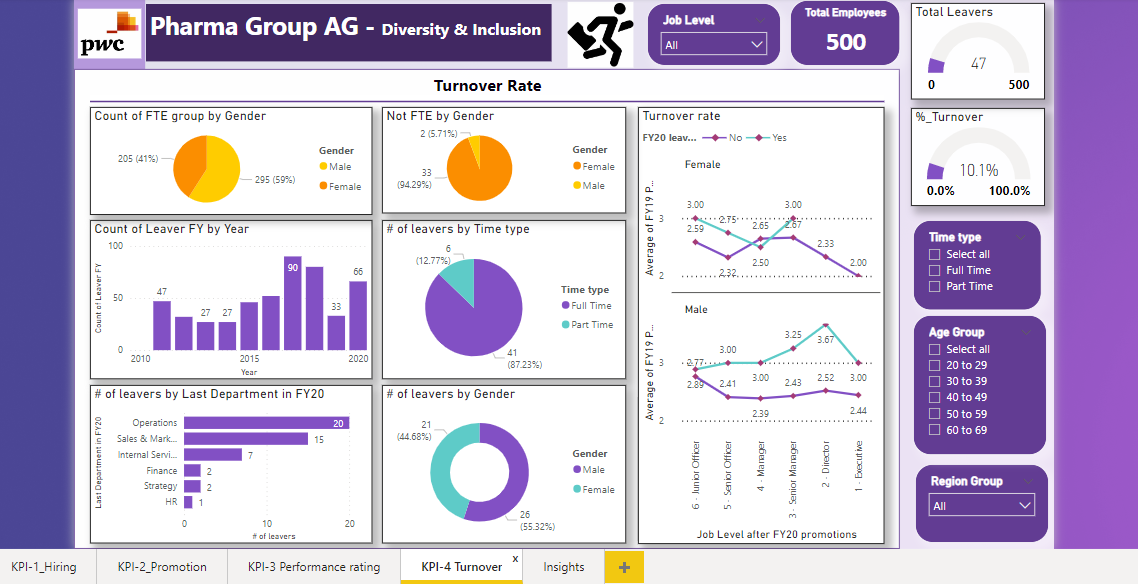 pwc
Pharma Group AG - Diversity & Inclusion
Job Level
All
Total Employees
500
Total Leavers
47
0
500
Turnover Rate
Count of FTE group by Gender
205 (41%)
295 (59%)
Gender
Male
Female
Not FTE by Gender
2 (5.71%)
33
(94.29%)
Gender
Female
Male
Turnover rate
FY20 leav... No Yes
Female
Average of FY19 P...
3
2
3.00
2.59
2.75
2.32
2.65
2.50
3.00
2.67
2.33
2.00
Male
Average of FY19 P...
3
2
2.77
2.89
3.00
2.41
3.00
2.39
3.25
2.43
3.67
2.52
3.00
2.44
6 - Junior Officer
5 - Senior Officer
4 - Manager
3 - Senior Manager
2 - Director
1 - Executive
Job Level after FY20 promotions
%_Turnover
10.1%
0.0%
100.0%
Count of Leaver FY by Year
Count of Leaver FY
100
50
0
47
27
27
90
33
66
2010
2015
2020
Year
# of leavers by Time type
6
(12.77%)
41
(87.23%)
Time type
Full Time
Part Time
# of leavers by Last Department in FY20
Last Department in FY20
Operations 20
Sales & Mark... 15
Internal Servi... 7
Finance 2
Strategy 2
HR 1
0 10 20
# of leavers
# of leavers by Gender
21
(44.68%)
26
(55.32%)
Gender
Male
Female
Time type
Select all
Full Time
Part Time
Age Group
Select all
20 to 29
30 to 39
40 to 49
50 to 59
60 to 69
Region Group
All
KPI-1_Hiring
KPI-2_Promotion
KPI-3 Performance rating
KPI-4 Turnover
x
Insights
+